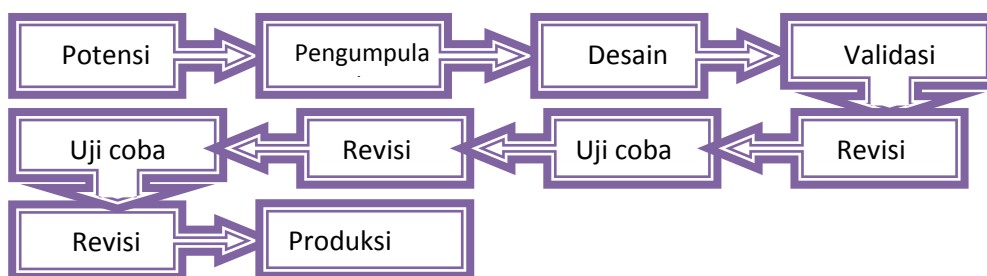 Potensi
Pengumpula
Desain
Validasi
Revisi
Uji coba
Revisi
Uji coba
Revisi
Produksi